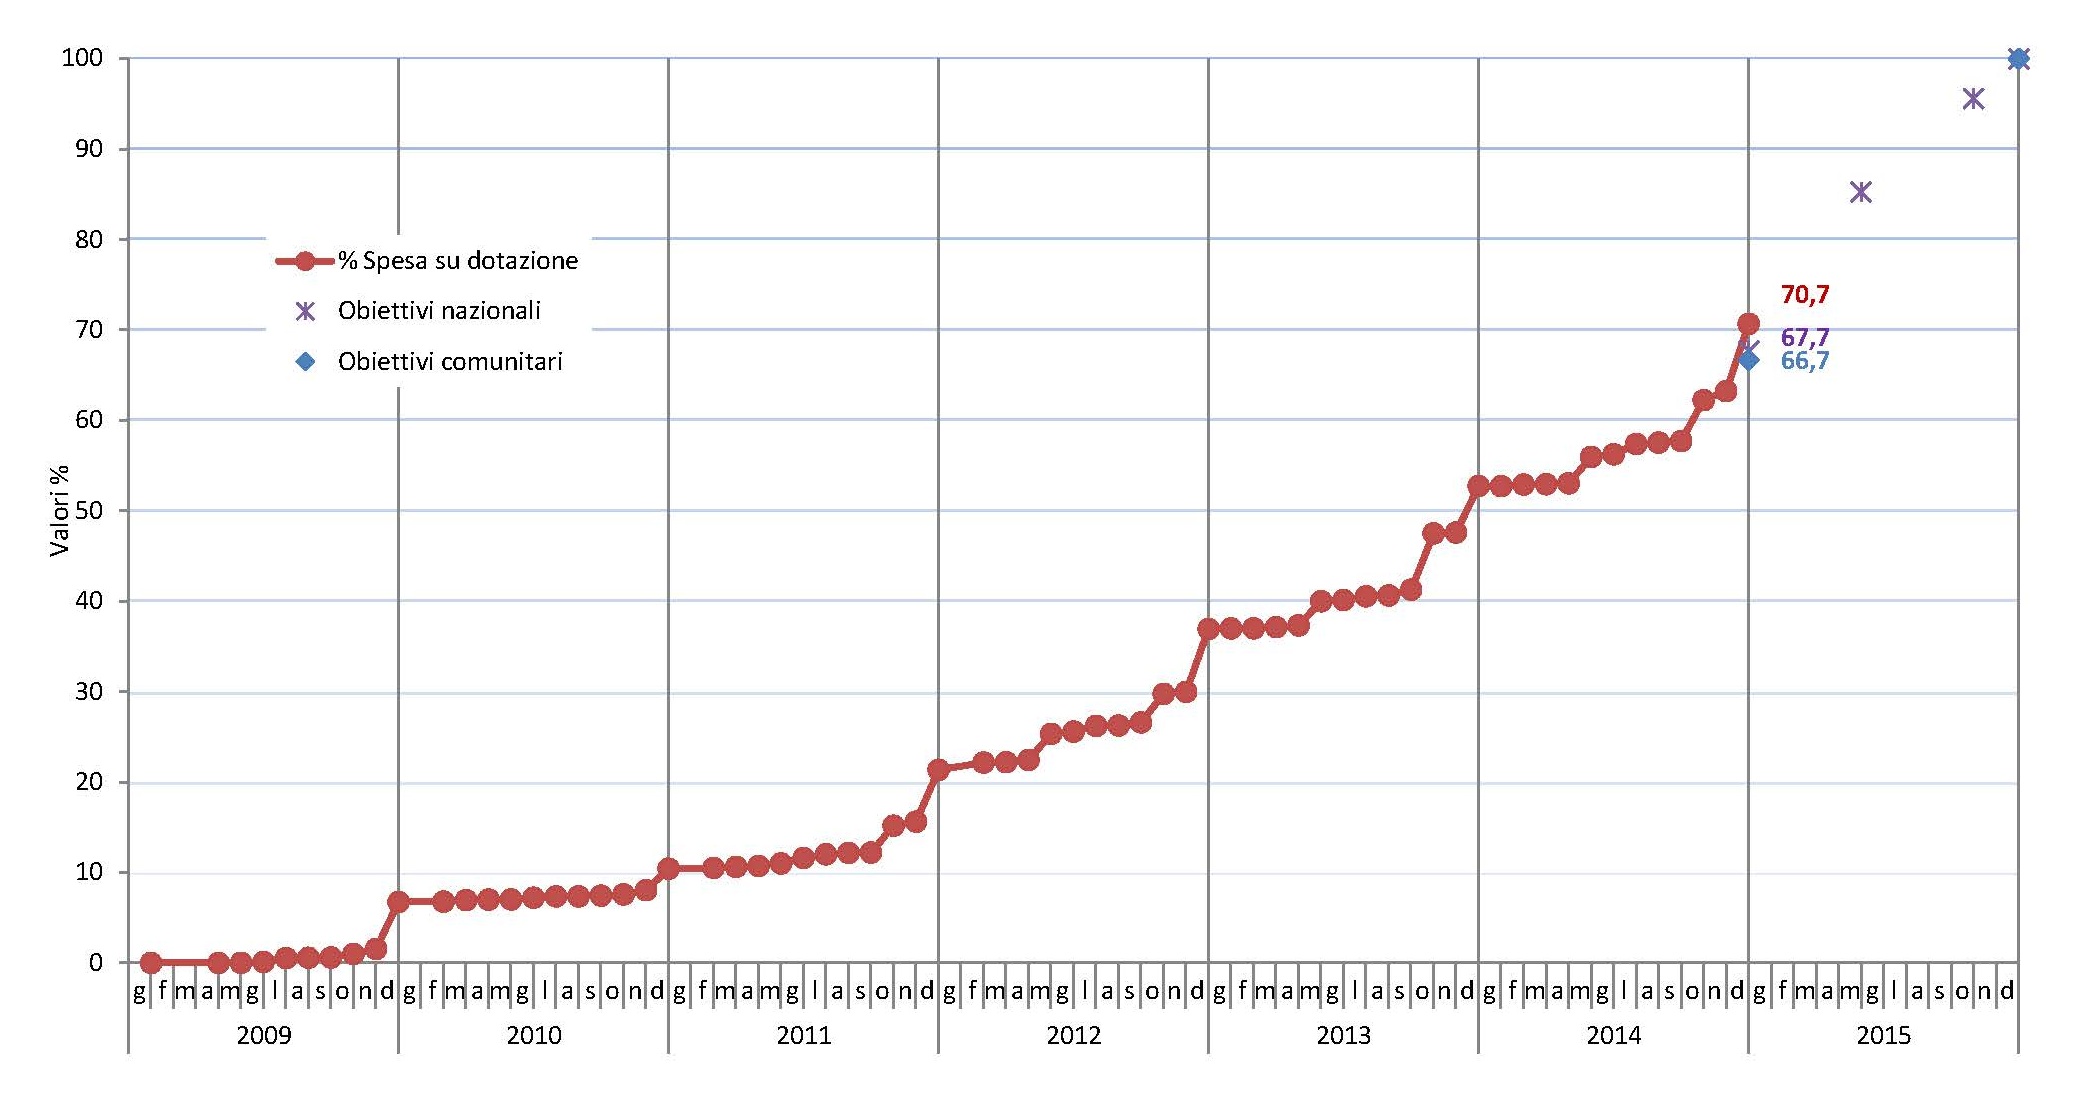 100
90
80
70
60
50
40
30
20
10
0
Valori %
% Spesa su dotazione
Obiettivi nazionali
Obiettivi comunitari
70,7
67,7
66,7
g f m a m g l a s o n d g f m a m g l a s o n d g f m a m g l a s o n d g f m a m g l a s o n d g f m a m g l a s o n d g f m a m g l a s o n d g f m a m g l a s o n d
2009 2010 2011 2012 2013 2014 2015